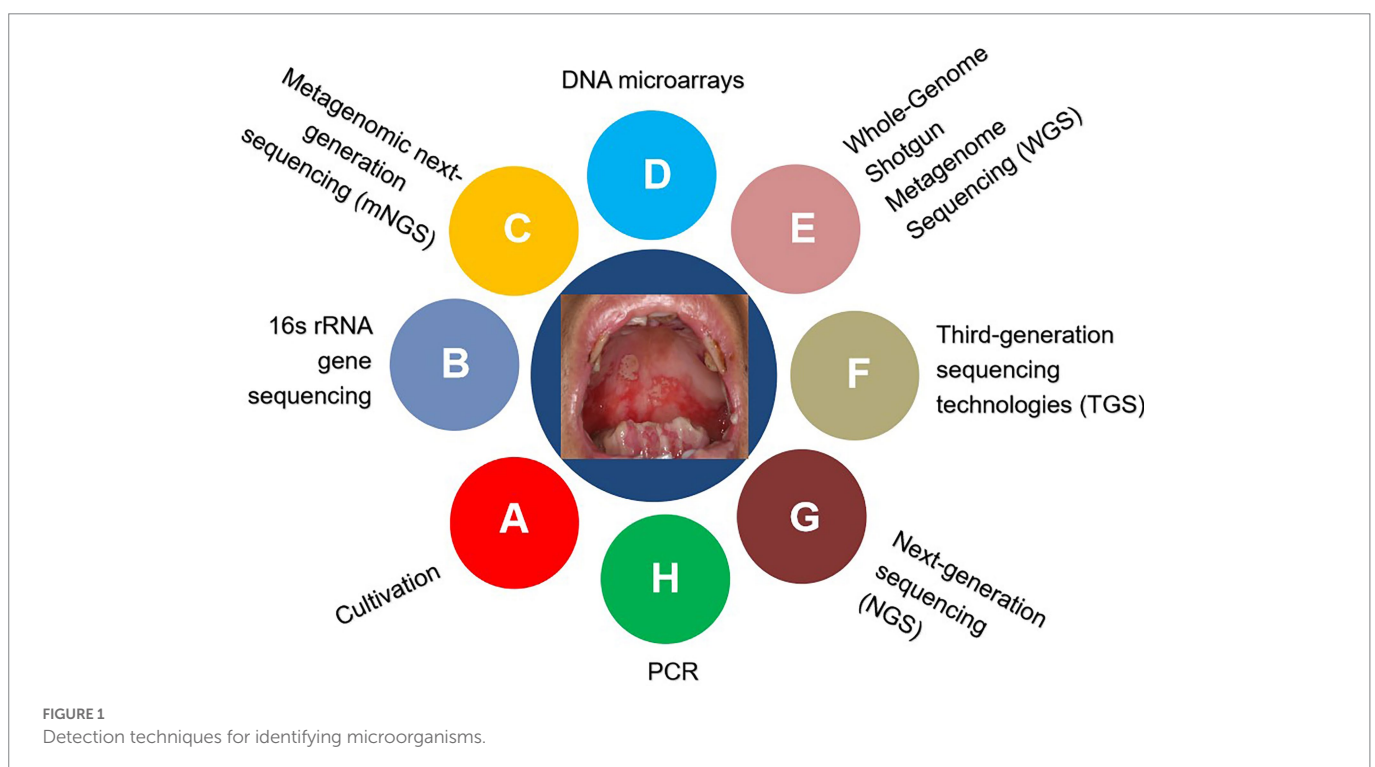 DNA microarrays
Metagenomic next-
generation
sequencing (mNGS)
Whole-Genome
Shotgun
Metagenome
Sequencing (WGS)
D
C
E
16s rRNA
gene
sequencing
B
F
Third-generation
sequencing
technologies (TGS)
A
G
H
Cultivation
Next-generation
sequencing
(NGS)
PCR
FIGURE 1
Detection techniques for identifying microorganisms.